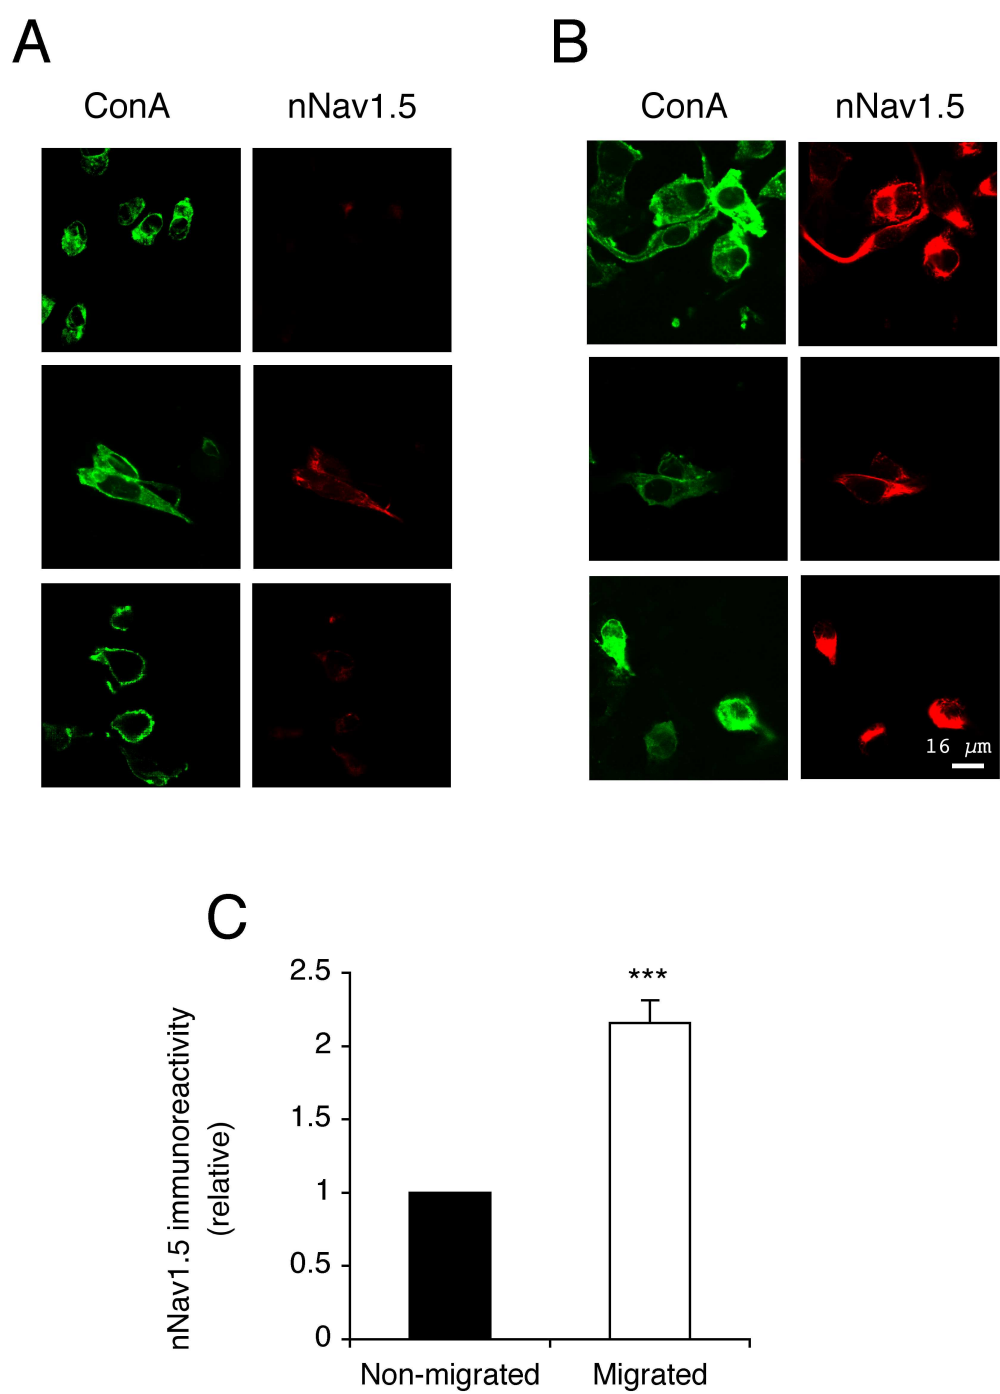 A
B
ConA
nNav1.5
ConA
nNav1.5
16 µm
C
nNav1.5 immunoreactivity
(relative)
2.5
***
2
1.5
1
0.5
0
Non-migrated
Migrated